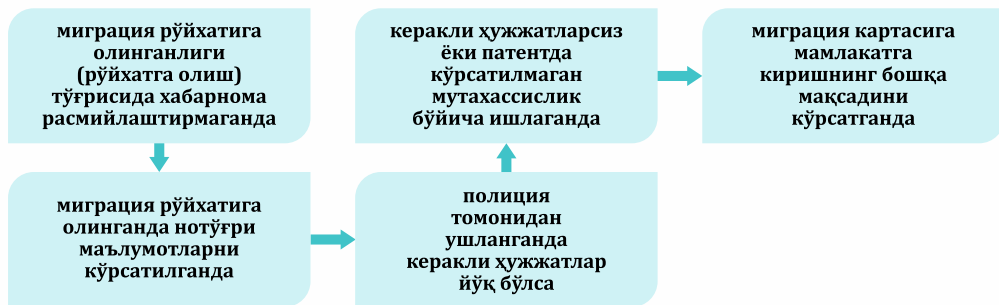 миграция рўйхатига
олинганлиги
(рўйхатга олиш)
тўғрисида хабарнома
расмийлаштирмаганда
миграция рўйхатига
олинганда нотўғри
маълумотларни
кўрсатилганда
полиция
томонидан
ушланганда
керакли ҳужжатлар
йўқ бўлса
керакли ҳужжатларсиз
ёки патентда
кўрсатилмаган
мутахассислик
бўйича ишлаганда
миграция картасига
мамлакатга
киришнинг бошқа
мақсадини
кўрсатганда